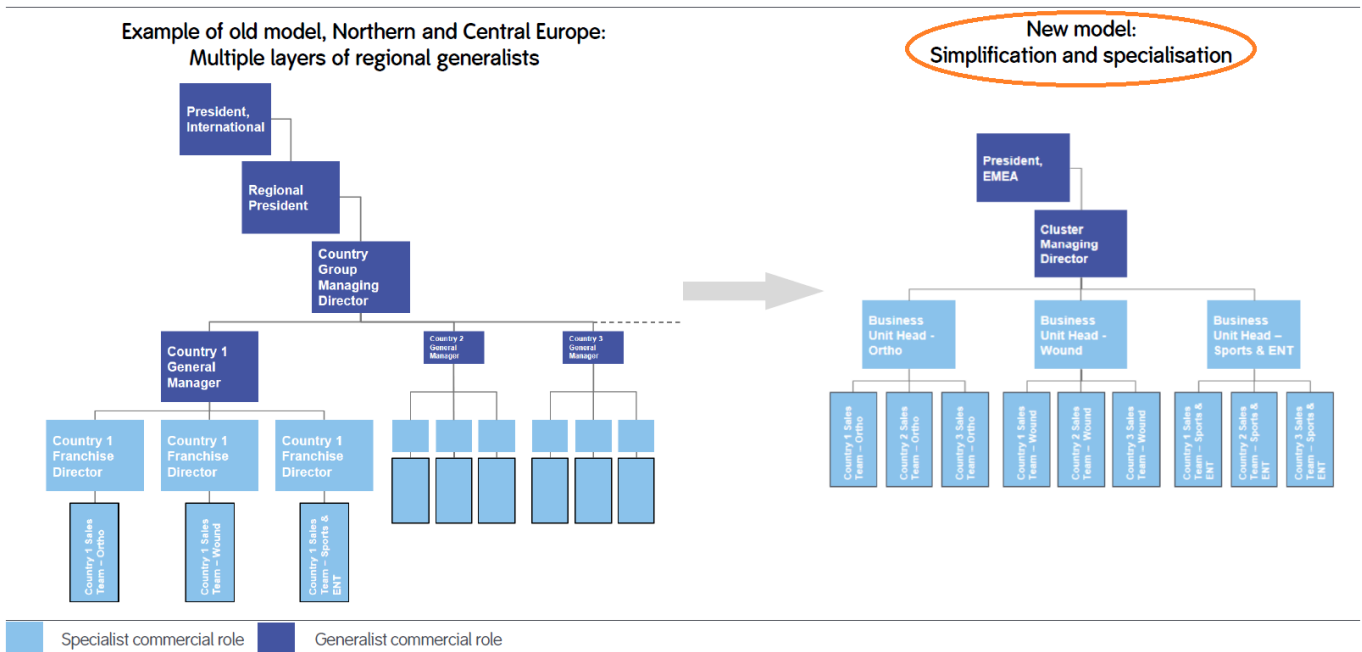 Example of old model, Northern and Central Europe:
Multiple layers of regional generalists
New model:
Simplification and specialisation
President,
International
Regional
President
Country
Group
Managing
Director
Country 1
General
Manager
Country 2
General
Manager
Country 3
General
Manager
Country 1
Franchise
Director
Country 1
Franchise
Director
Country 1
Franchise
Director
Country 1 Sales
Team – Ortho
Country 1 Sales
Team – Wound
Country 1 Sales
Team – Sports &
ENT
President,
EMEA
Cluster
Managing
Director
Business
Unit Head -
Ortho
Business
Unit Head -
Wound
Business
Unit Head –
Sports & ENT
Country 1 Sales
Team – Ortho
Country 2 Sales
Team – Ortho
Country 3 Sales
Team – Ortho
Country 1 Sales
Team – Wound
Country 2 Sales
Team – Wound
Country 3 Sales
Team – Wound
Country 1 Sales
Team – Sports &
ENT
Country 2 Sales
Team – Sports &
ENT
Country 3 Sales
Team – Sports &
ENT
Specialist commercial role
Generalist commercial role